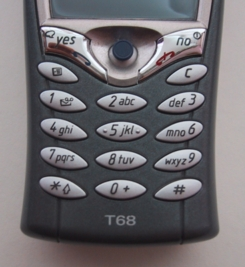 yes no
C
1 2abc def3
4ghi -5jkl- mno6
7pqrs 8tuv wxyz9
* 0+ #
T68